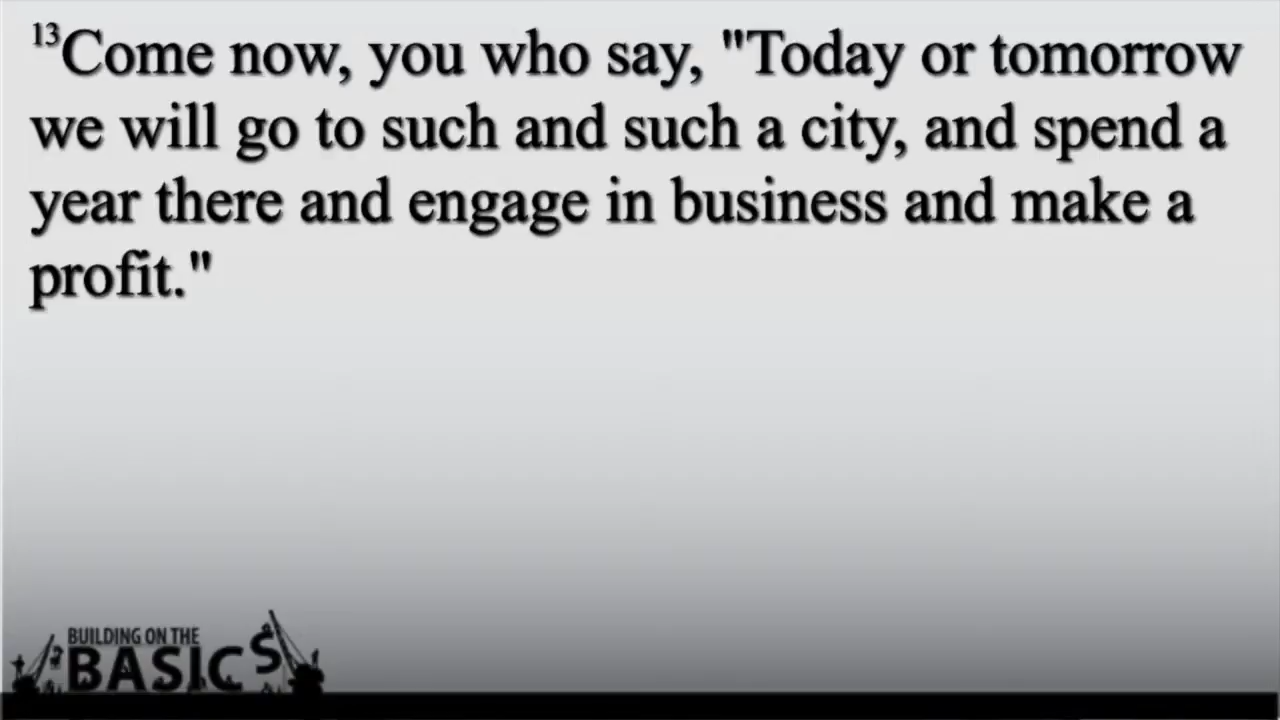 13Come now, you who say, "Today or tomorrow
we will go to such and such a city, and spend a
year there and engage in business and make a
profit."
BUILDING ON THE
BASICS